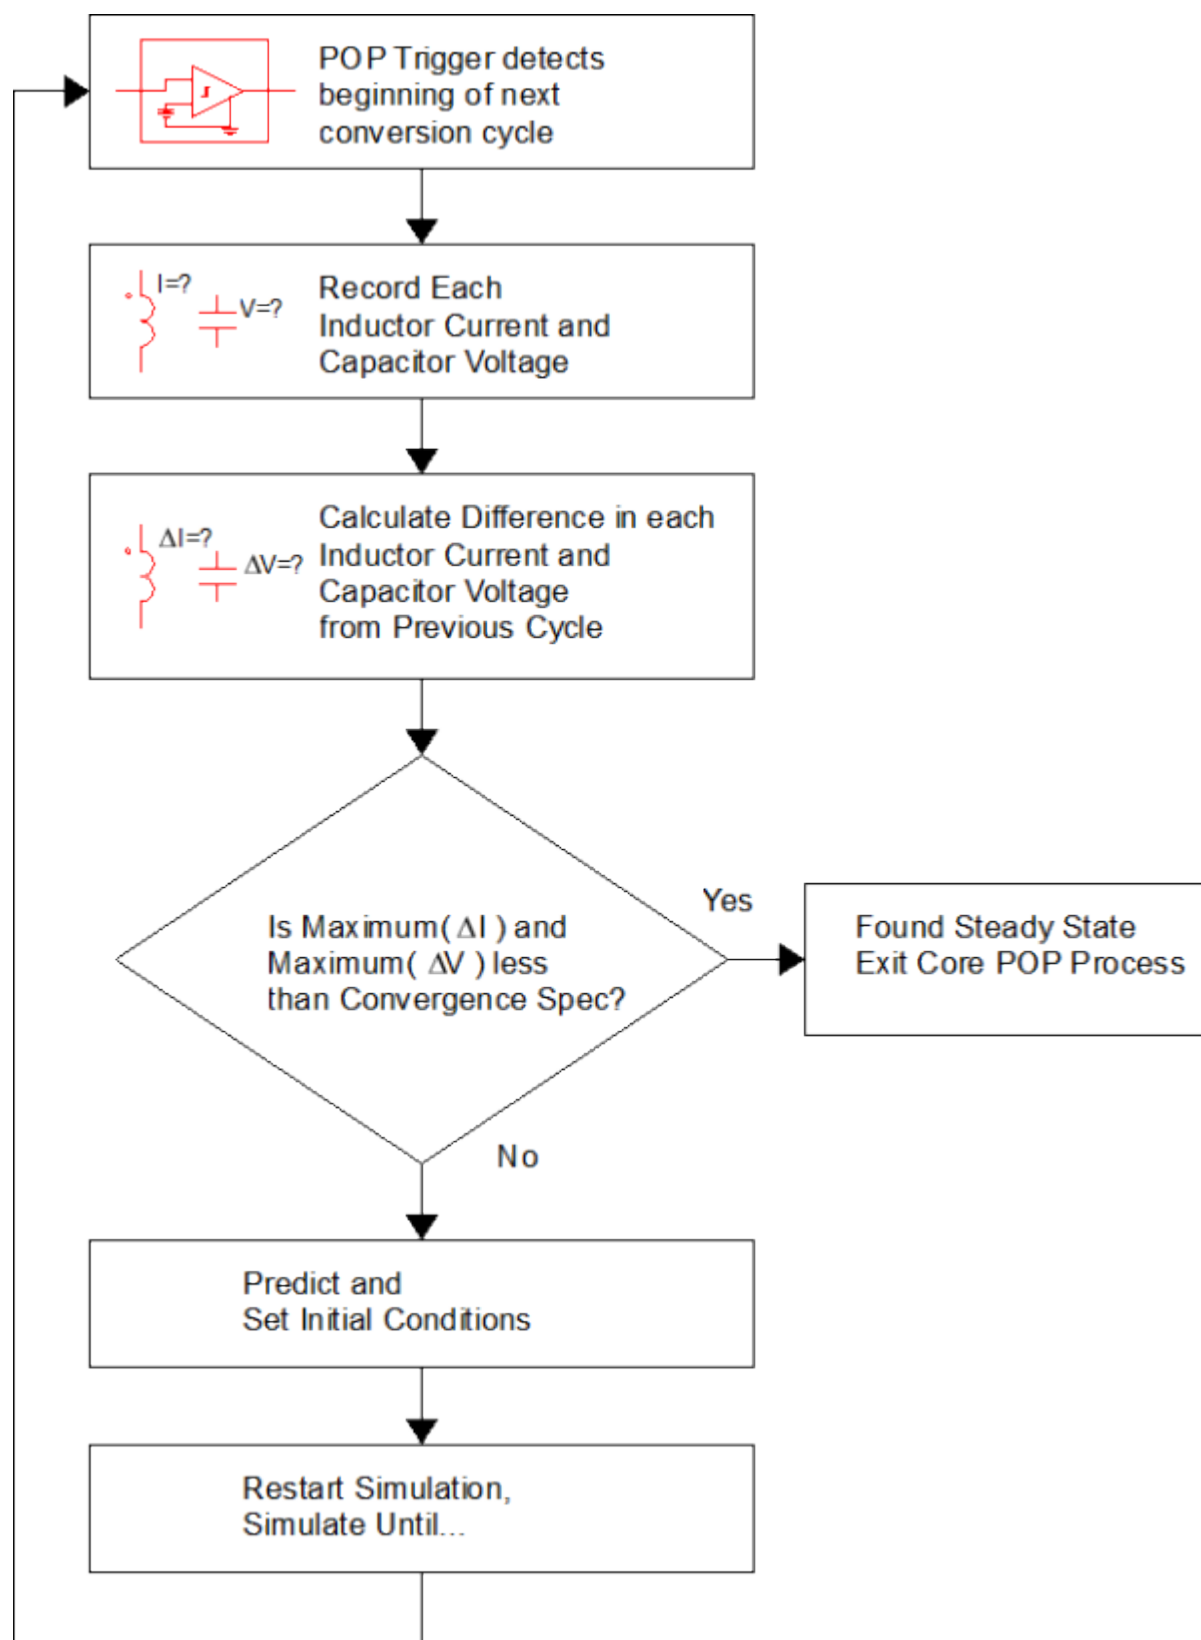 POP Trigger detects
beginning of next
conversion cycle
I=?
V=?
Record Each
Inductor Current and
Capacitor Voltage
ΔI=?
ΔV=?
Calculate Difference in each
Inductor Current and
Capacitor Voltage
from Previous Cycle
Is Maximum( ΔI ) and
Maximum( ΔV ) less
than Convergence Spec?
Yes
Found Steady State
Exit Core POP Process
No
Predict and
Set Initial Conditions
Restart Simulation,
Simulate Until...